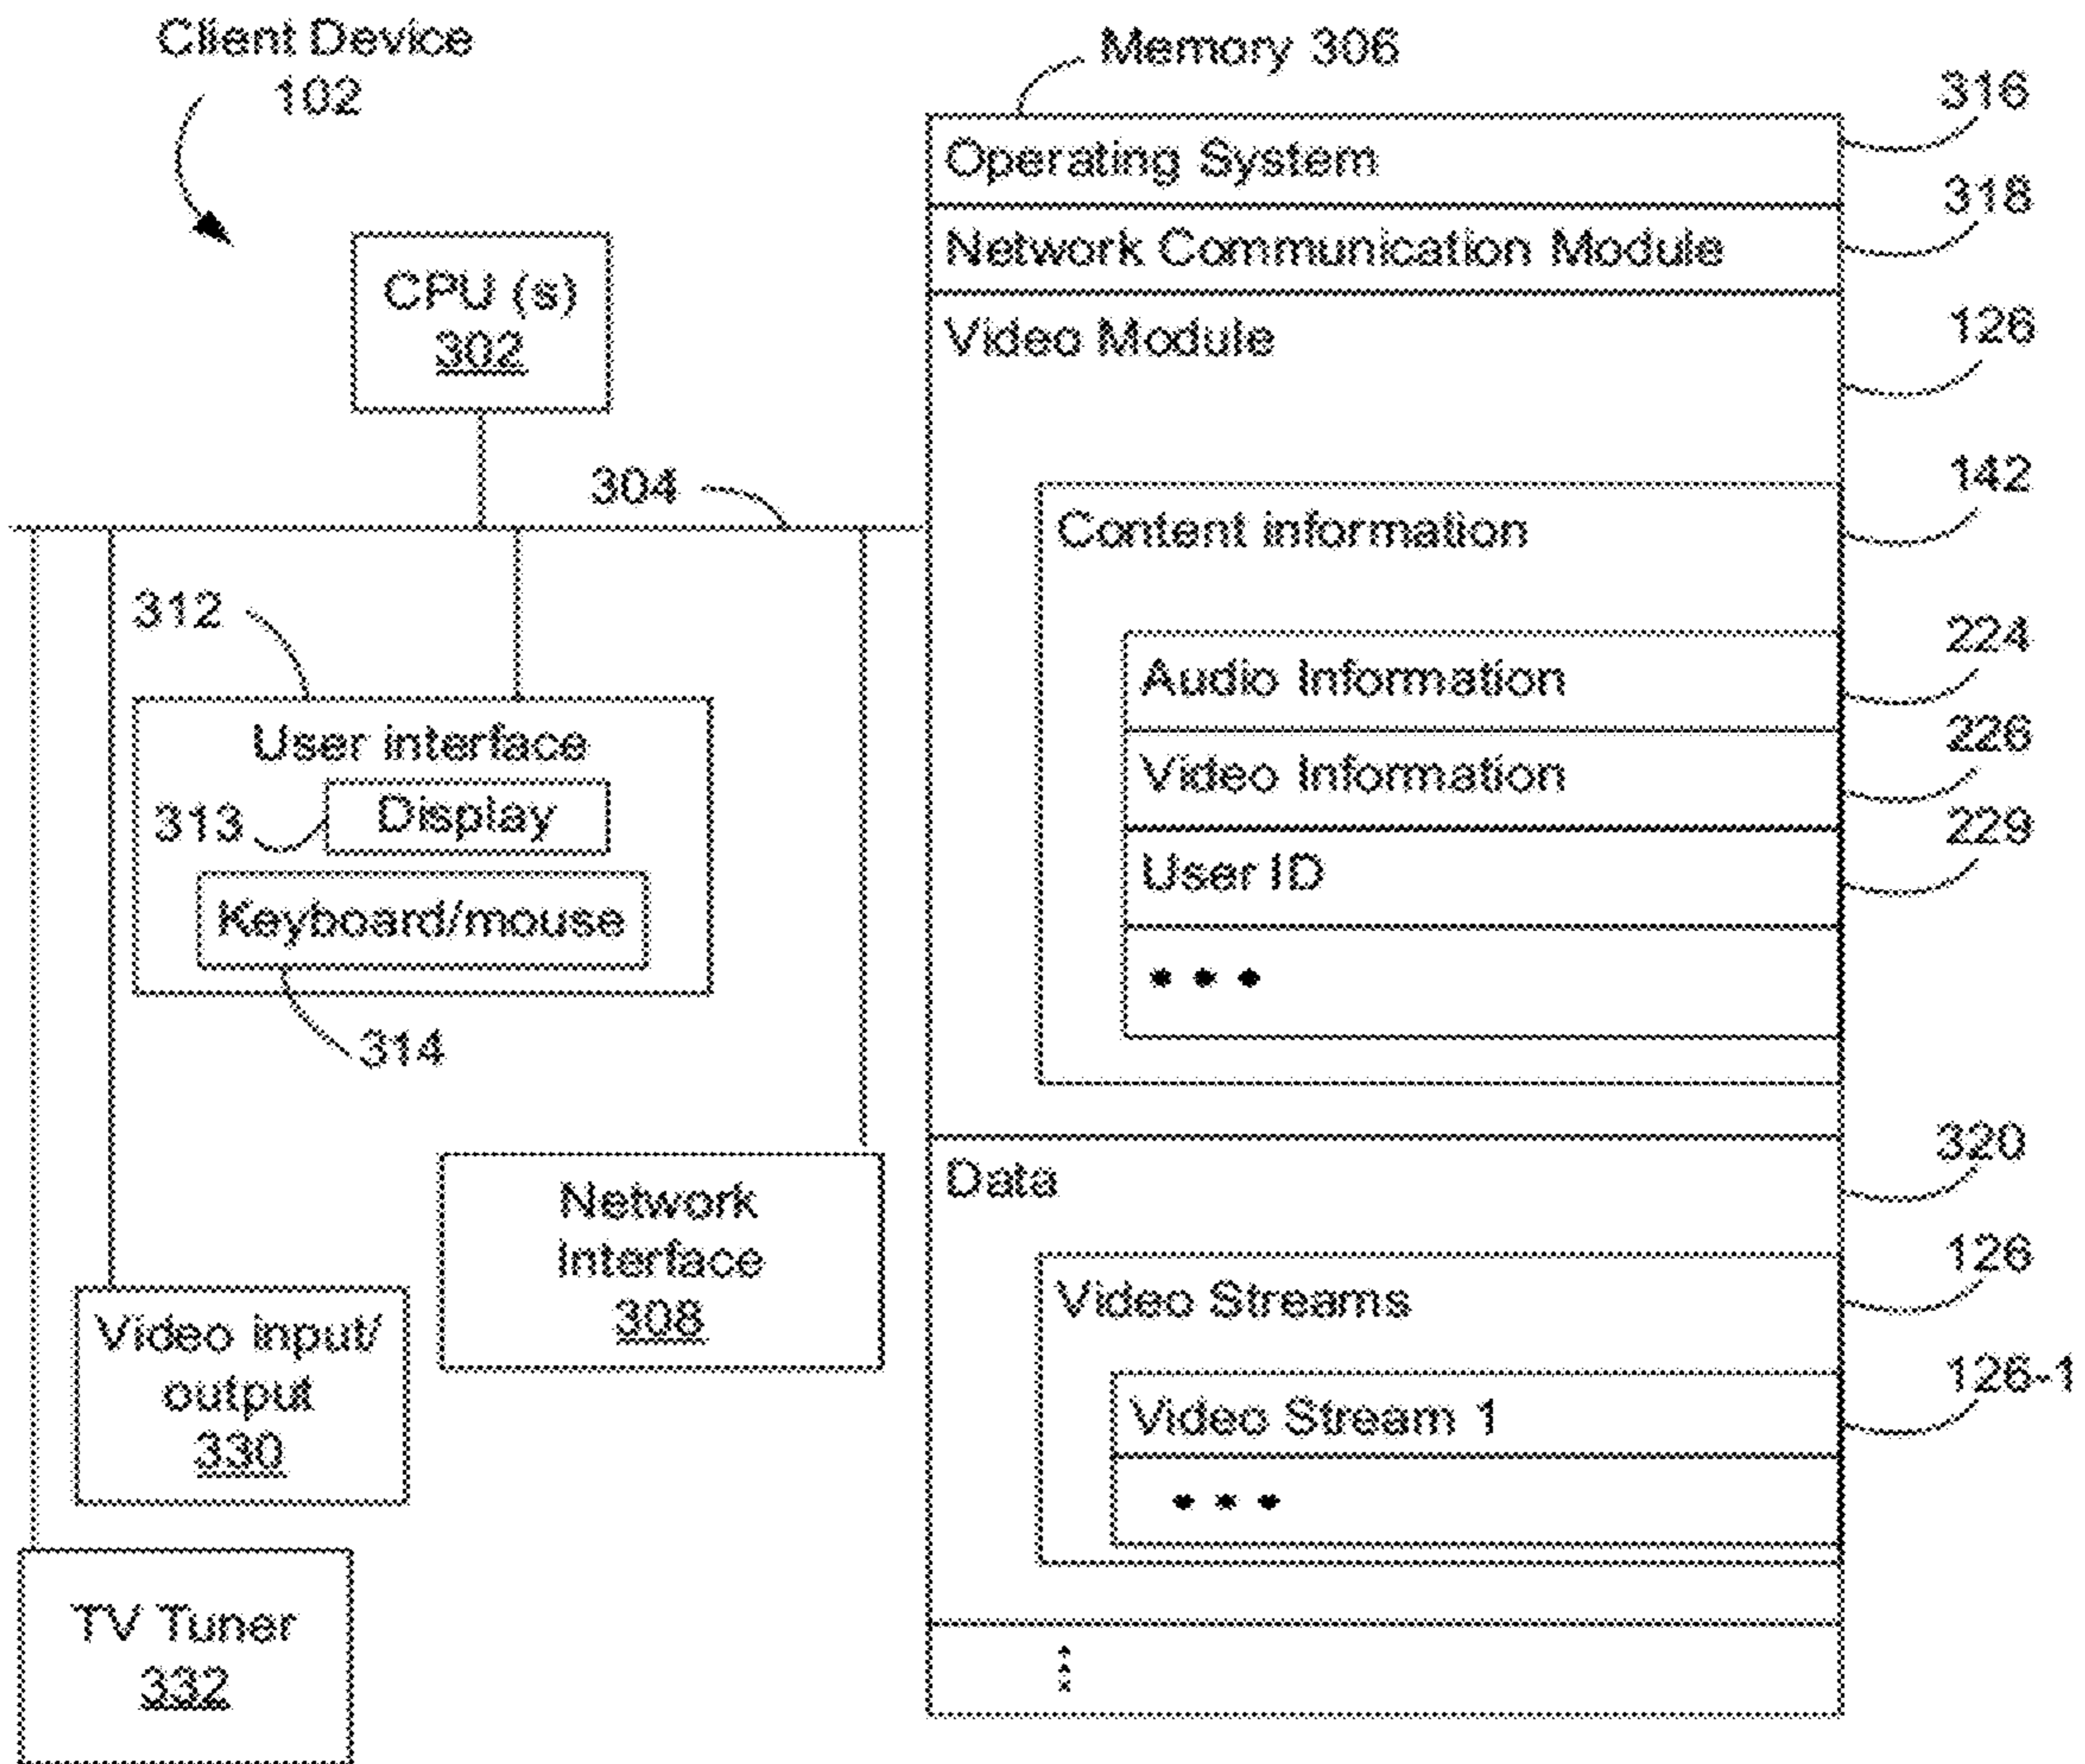 Client Device
102
CPU (s)
302
304
312
User interface
313
Display
Keyboard/mouse
314
Network
Interface
308
Video input/
output
330
TV Tuner
332
Memory 306
Operating System
316
Network Communication Module
318
Video Module
126
Content information
142
Audio Information
224
Video Information
226
User ID
229
• • •
Data
320
Video Streams
126
Video Stream 1
126-1
• • •